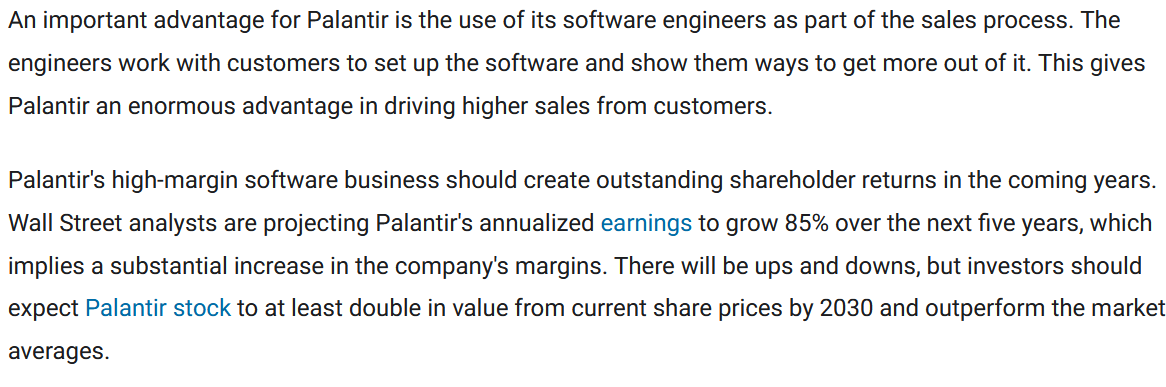 An important advantage for Palantir is the use of its software engineers as part of the sales process. The
engineers work with customers to set up the software and show them ways to get more out of it. This gives
Palantir an enormous advantage in driving higher sales from customers.
Palantir's high-margin software business should create outstanding shareholder returns in the coming years.
Wall Street analysts are projecting Palantir's annualized earnings to grow 85% over the next five years, which
implies a substantial increase in the company's margins. There will be ups and downs, but investors should
expect Palantir stock to at least double in value from current share prices by 2030 and outperform the market
averages.